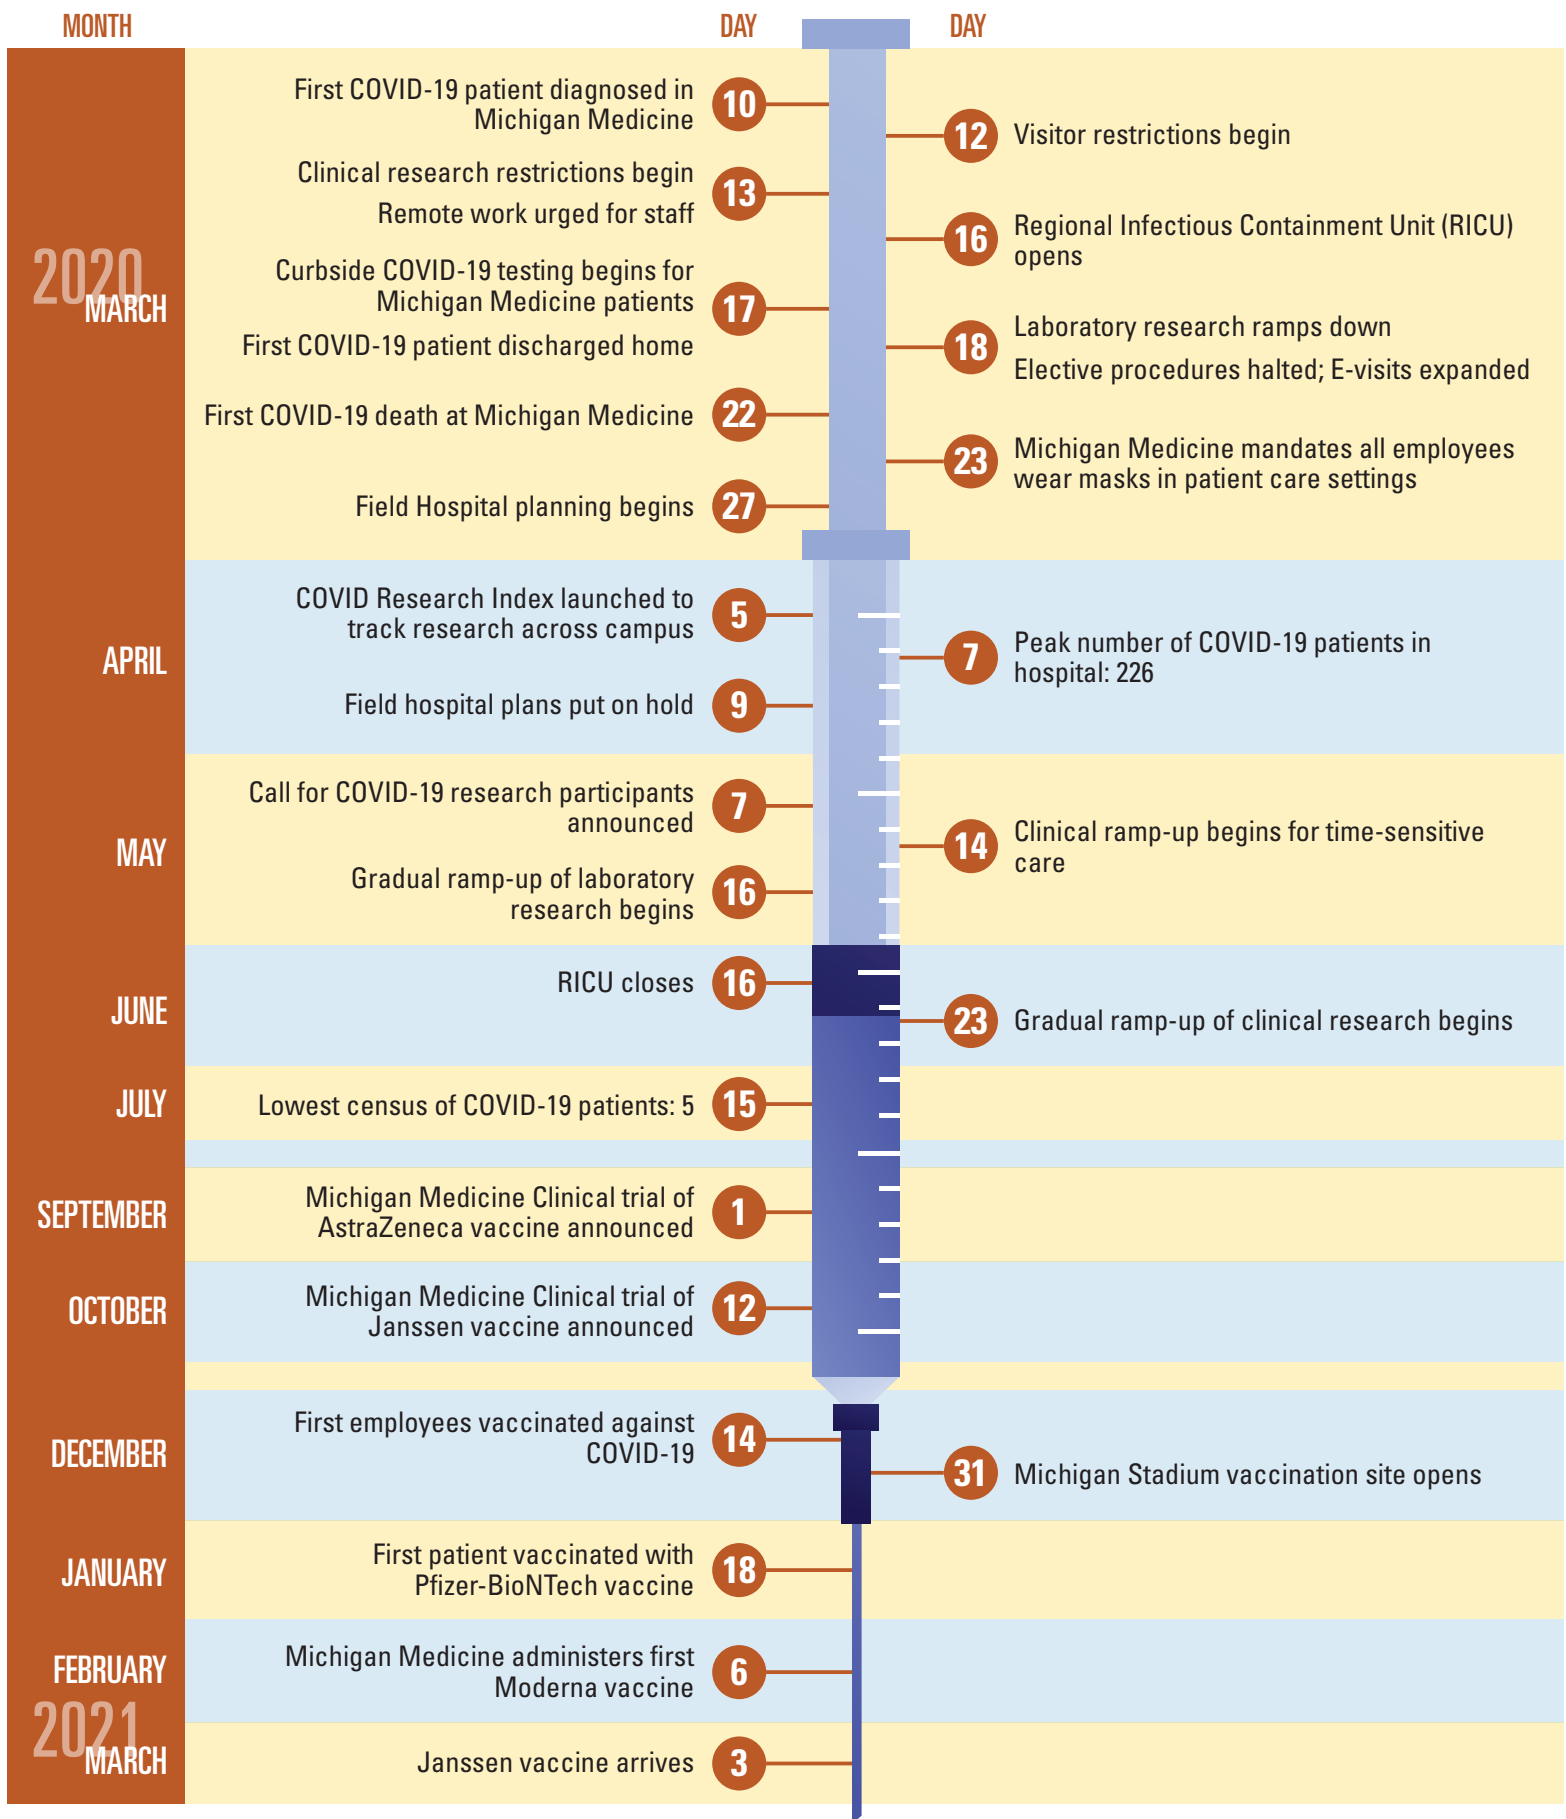 MONTH
DAY
DAY
2020
MARCH
First COVID-19 patient diagnosed in
Michigan Medicine
10
12
Visitor restrictions begin
Clinical research restrictions begin
Remote work urged for staff
13
16
Regional Infectious Containment Unit (RICU)
opens
Curbside COVID-19 testing begins for
Michigan Medicine patients
First COVID-19 patient discharged home
17
18
Laboratory research ramps down
Elective procedures halted; E-visits expanded
First COVID-19 death at Michigan Medicine
22
23
Michigan Medicine mandates all employees
wear masks in patient care settings
Field Hospital planning begins
27
APRIL
COVID Research Index launched to
track research across campus
5
7
Peak number of COVID-19 patients in
hospital: 226
Field hospital plans put on hold
9
MAY
Call for COVID-19 research participants
announced
7
14
Clinical ramp-up begins for time-sensitive
care
Gradual ramp-up of laboratory
research begins
16
JUNE
RICU closes
16
23
Gradual ramp-up of clinical research begins
JULY
Lowest census of COVID-19 patients: 5
15
SEPTEMBER
Michigan Medicine Clinical trial of
AstraZeneca vaccine announced
1
OCTOBER
Michigan Medicine Clinical trial of
Janssen vaccine announced
12
DECEMBER
First employees vaccinated against
COVID-19
14
31
Michigan Stadium vaccination site opens
JANUARY
First patient vaccinated with
Pfizer-BioNTech vaccine
18
FEBRUARY
Michigan Medicine administers first
Moderna vaccine
6
2021
MARCH
Janssen vaccine arrives
3